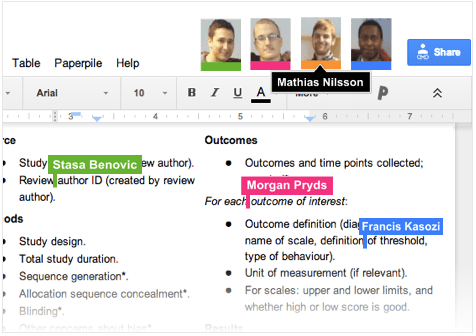 Table Paperpile Help
Share
Mathias Nilsson
Arial 10 B I U A More
3 5 6 7
rce
Stasa Benovic
Study
ew author).
Review author ID (created by review
author).
ods
Study design.
Total study duration.
Sequence generation*.
Allocation sequence concealment*.
Blinding*.
Other concerns about bias*
Outcomes
Outcomes and time points collected;
Morgan Pryds
For each outcome of interest:
Francis Kasozi
Outcome definition
name of scale, definition of threshold,
type of behaviour).
Unit of measurement (if relevant).
For scales: upper and lower limits, and
whether high or low score is good.
Results